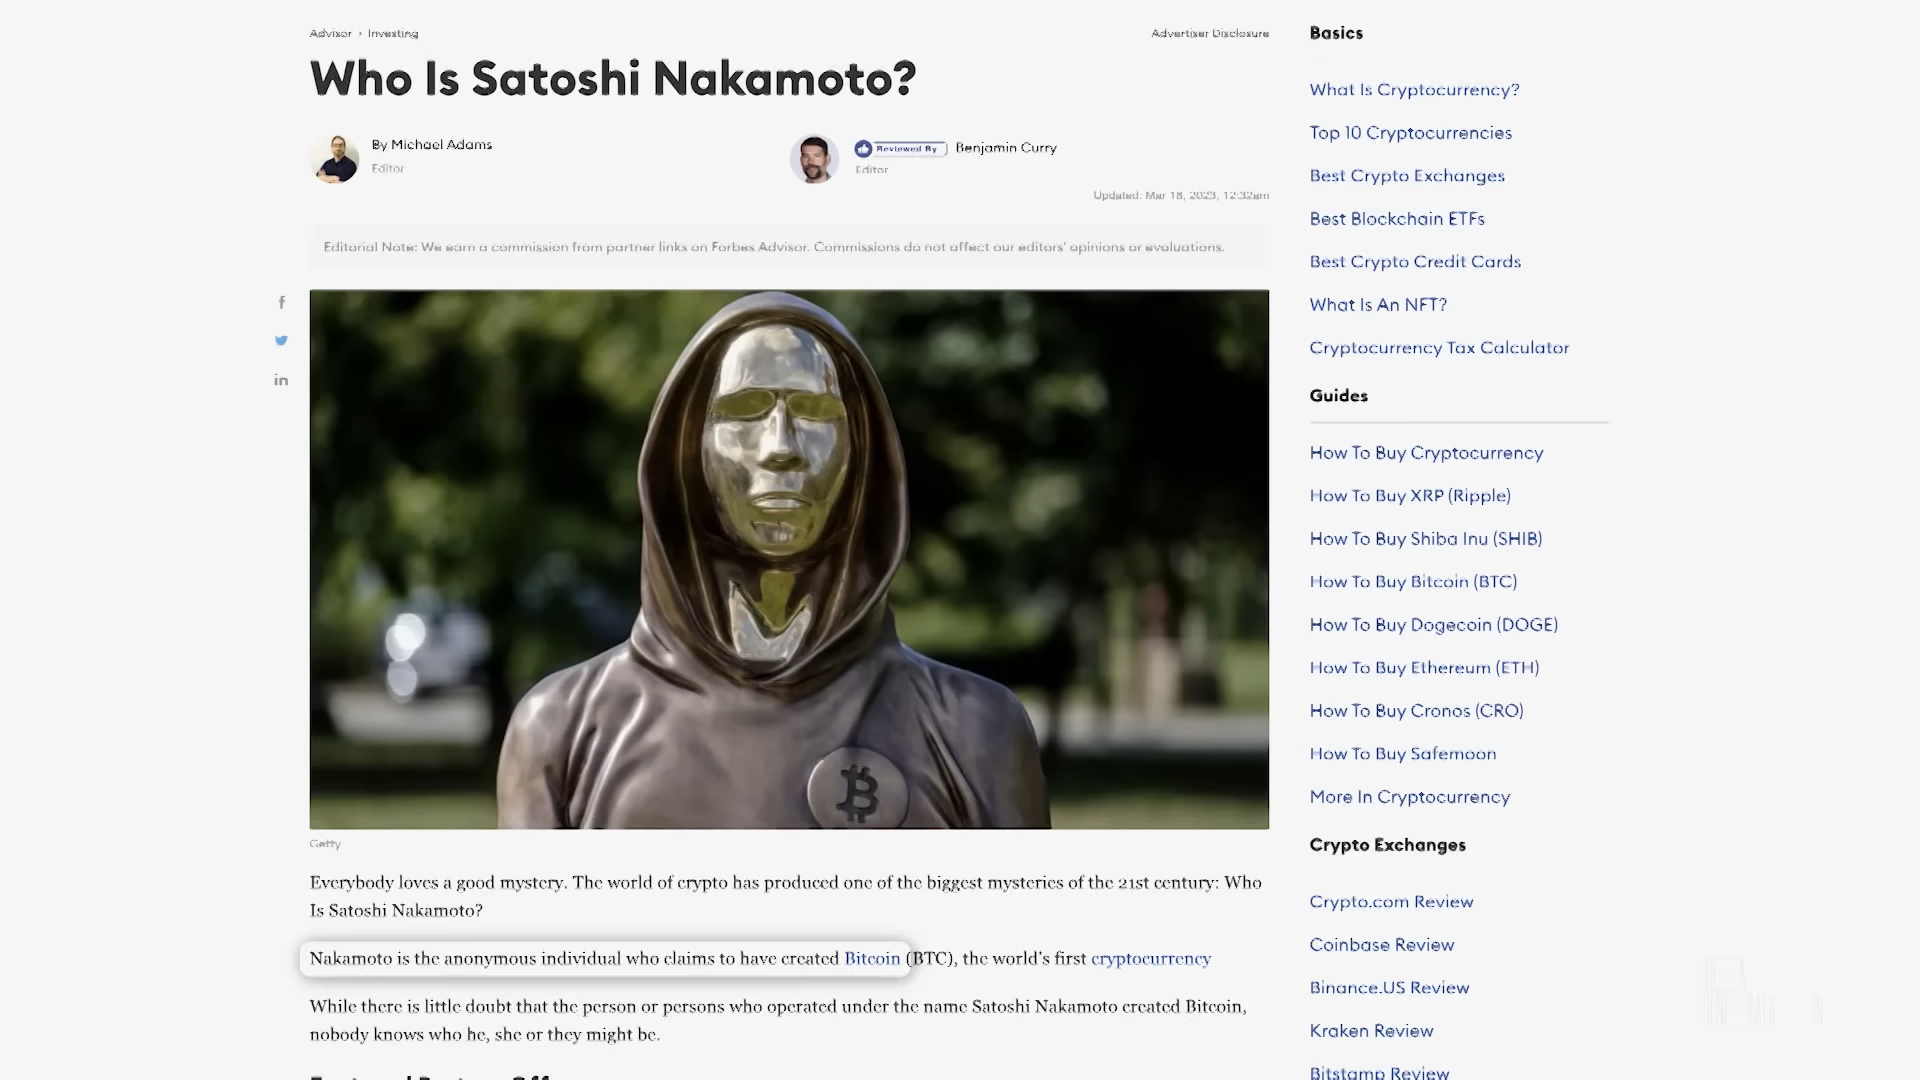 Advisor • Investing
Advertiser Disclosure
Who Is Satoshi Nakamoto?
By Michael Adams
Editor
Reviewed By
Benjamin Curry
Editor
Updated: Mar 18, 2023, 12:32am
Editorial Note: We earn a commission from partner links on Forbes Advisor. Commissions do not affect our editors' opinions or evaluations.
f
in
Getty
Everybody loves a good mystery. The world of crypto has produced one of the biggest mysteries of the 21st century: Who
Is Satoshi Nakamoto?
Nakamoto is the anonymous individual who claims to have created Bitcoin (BTC), the world's first cryptocurrency
While there is little doubt that the person or persons who operated under the name Satoshi Nakamoto created Bitcoin,
nobody knows who he, she or they might be.
Basics
What Is Cryptocurrency?
Top 10 Cryptocurrencies
Best Crypto Exchanges
Best Blockchain ETFs
Best Crypto Credit Cards
What Is An NFT?
Cryptocurrency Tax Calculator
Guides
How To Buy Cryptocurrency
How To Buy XRP (Ripple)
How To Buy Shiba Inu (SHIB)
How To Buy Bitcoin (BTC)
How To Buy Dogecoin (DOGE)
How To Buy Ethereum (ETH)
How To Buy Cronos (CRO)
How To Buy Safemoon
More In Cryptocurrency
Crypto Exchanges
Crypto.com Review
Coinbase Review
Binance.US Review
Kraken Review
Bitstamp Review